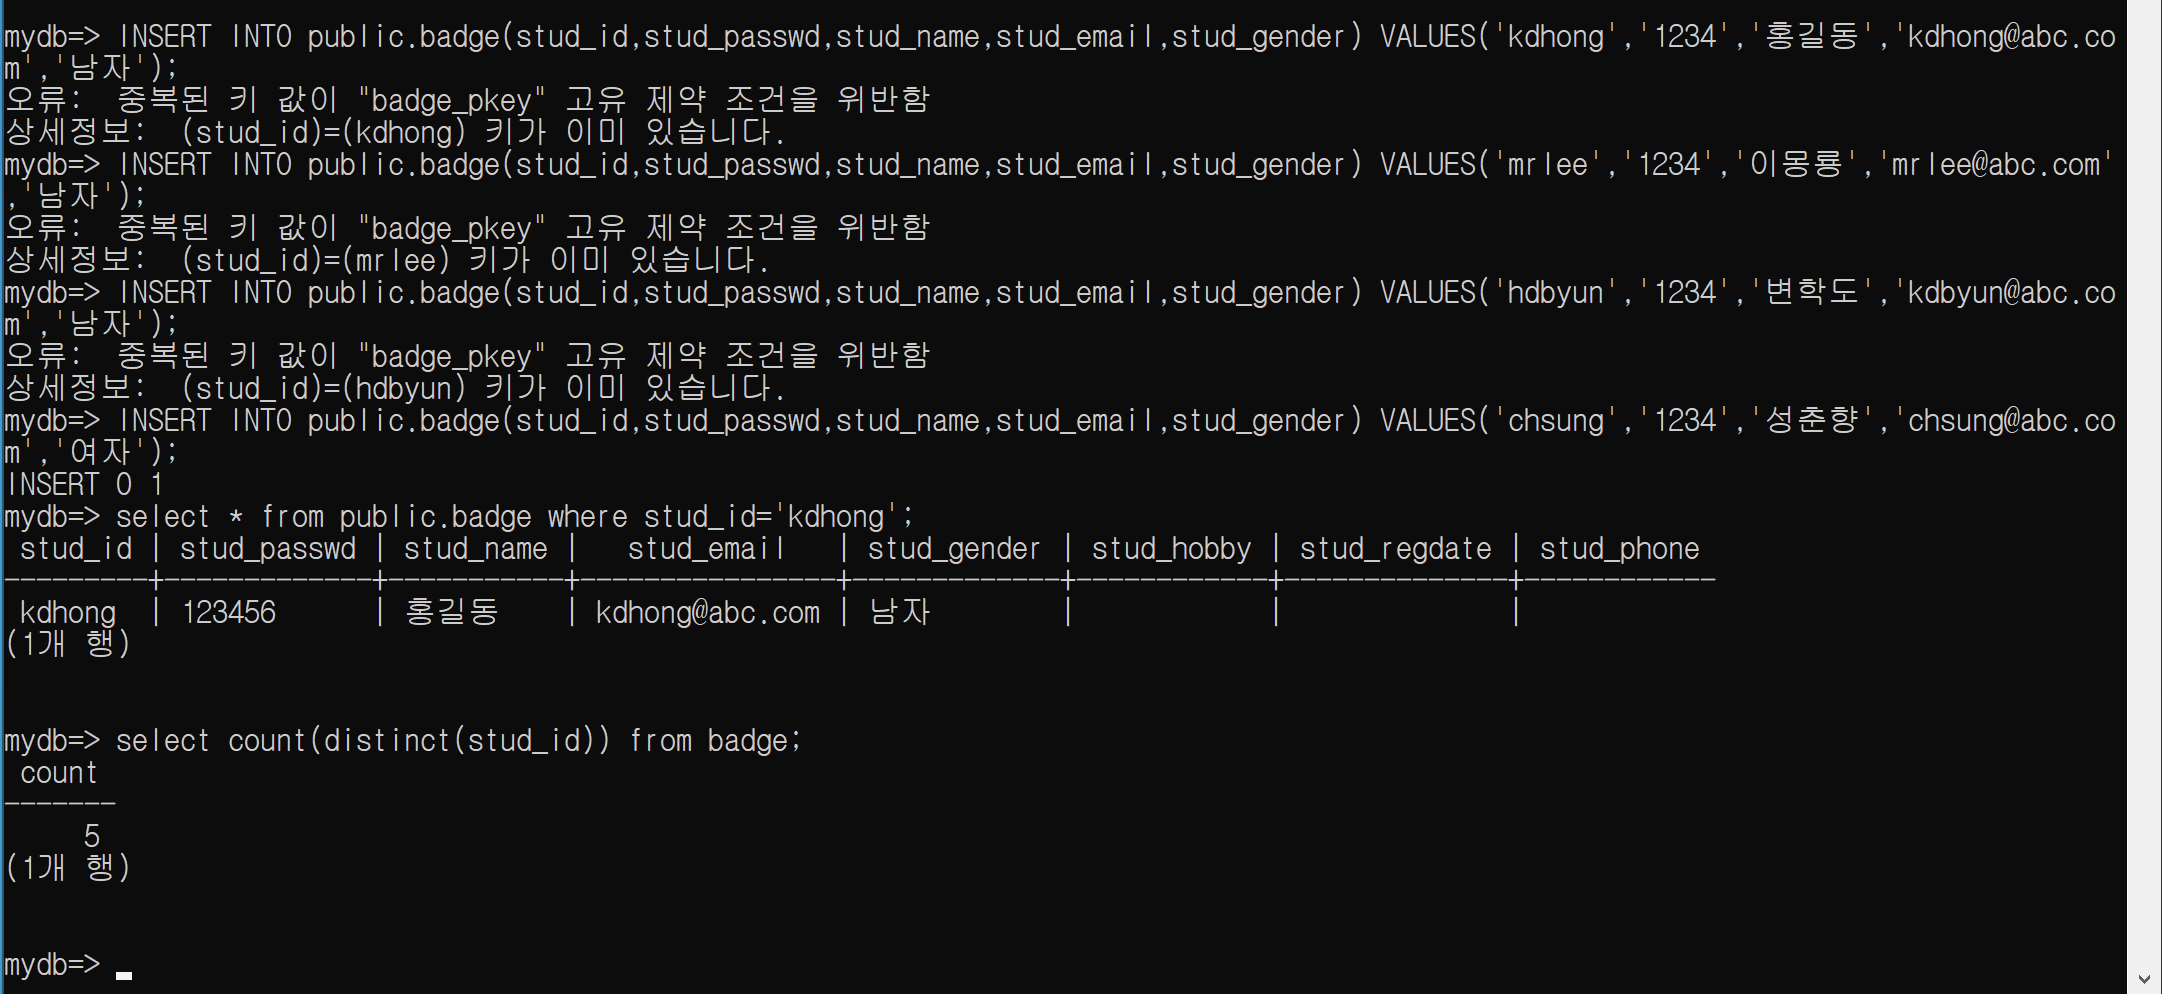 mydb=> INSERT INTO public.badge(stud_id,stud_passwd,stud_name,stud_email,stud_gender) VALUES('kdhong','1234','홍길동','kdhong@abc.co
m','남자');
오류:  중복된 키 값이 "badge_pkey" 고유 제약 조건을 위반함
상세정보:  (stud_id)=(kdhong) 키가 이미 있습니다.
mydb=> INSERT INTO public.badge(stud_id,stud_passwd,stud_name,stud_email,stud_gender) VALUES('mrlee','1234','이몽룡','mrlee@abc.com'
,'남자');
오류:  중복된 키 값이 "badge_pkey" 고유 제약 조건을 위반함
상세정보:  (stud_id)=(mrlee) 키가 이미 있습니다.
mydb=> INSERT INTO public.badge(stud_id,stud_passwd,stud_name,stud_email,stud_gender) VALUES('hdbyun','1234','변학도','kdbyun@abc.co
m','남자');
오류:  중복된 키 값이 "badge_pkey" 고유 제약 조건을 위반함
상세정보:  (stud_id)=(hdbyun) 키가 이미 있습니다.
mydb=> INSERT INTO public.badge(stud_id,stud_passwd,stud_name,stud_email,stud_gender) VALUES('chsung','1234','성춘향','chsung@abc.co
m','여자');
INSERT 0 1
mydb=> select * from public.badge where stud_id='kdhong';
 stud_id | stud_passwd | stud_name |   stud_email   | stud_gender | stud_hobby | stud_regdate | stud_phone
---------+-------------+-----------+----------------+-------------+------------+--------------+------------
 kdhong  | 123456      | 홍길동    | kdhong@abc.com | 남자        |            |              |
(1개 행)
mydb=> select count(distinct(stud_id)) from badge;
 count
-------
     5
(1개 행)
mydb=>